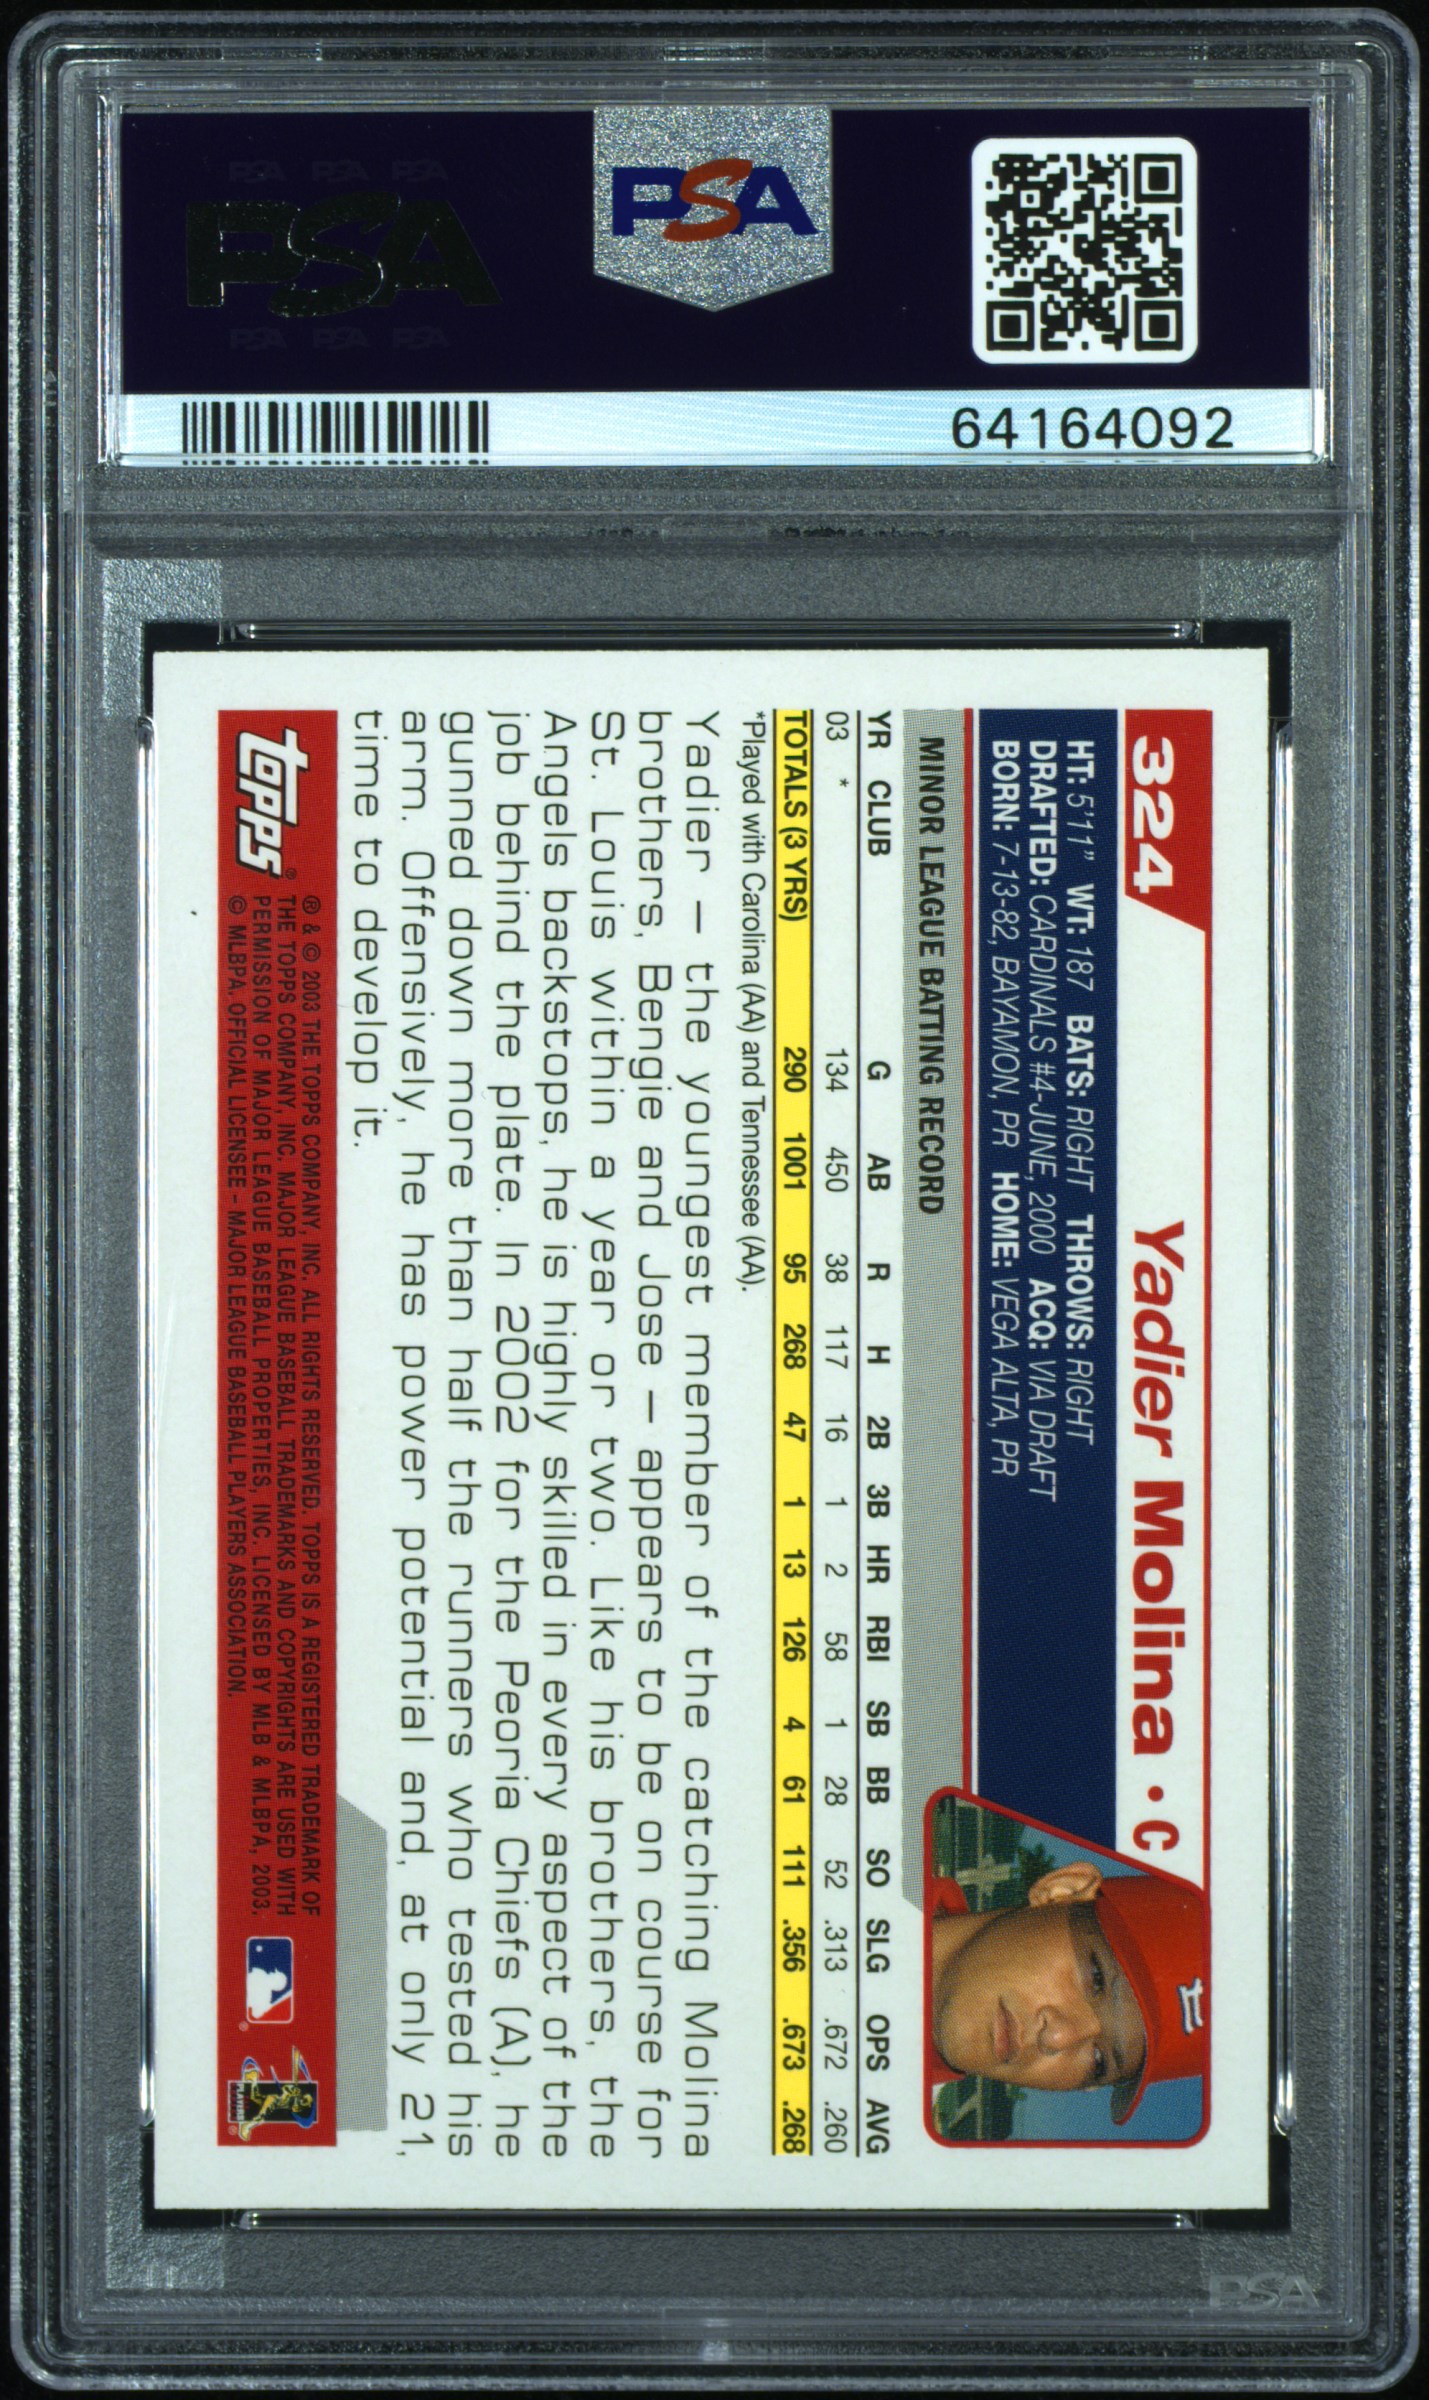 PSA PSA PSA
PSA
PSA PSA PSA
PSA
64164092
324
Yadier Molina • C
HT: 5'11" WT: 187 BATS: RIGHT THROWS: RIGHT
DRAFTED: CARDINALS #4-JUNE, 2000 ACQ: VIA DRAFT
BORN: 7-13-82, BAYAMON, PR HOME: VEGA ALTA, PR
MINOR LEAGUE BATTING RECORD
YR CLUB G AB R H 2B 3B HR RBI SB BB SO SLG OPS AVG
03 * 134 450 38 117 16 1 2 58 1 28 52 .313 .672 .260
TOTALS (3 YRS) 290 1001 95 268 47 1 13 126 4 61 111 .356 .673 .268
*Played with Carolina (AA) and Tennessee (AA).
Yadier – the youngest member of the catching Molina
brothers, Bengie and Jose – appears to be on course for
St. Louis within a year or two. Like his brothers, the
Angels backstops, he is highly skilled in every aspect of the
job behind the plate. In 2002 for the Peoria Chiefs (A), he
gunned down more than half the runners who tested his
arm. Offensively, he has power potential and, at only 21,
time to develop it.
topps®
® & © 2003 THE TOPPS COMPANY, INC. ALL RIGHTS RESERVED. TOPPS IS A REGISTERED TRADEMARK OF
THE TOPPS COMPANY, INC. MAJOR LEAGUE BASEBALL TRADEMARKS AND COPYRIGHTS ARE USED WITH
PERMISSION OF MAJOR LEAGUE BASEBALL PROPERTIES, INC. LICENSED BY MLB & MLBPA, 2003.
© MLBPA. OFFICIAL LICENSEE - MAJOR LEAGUE BASEBALL PLAYERS ASSOCIATION.
PLAYERS
PSA